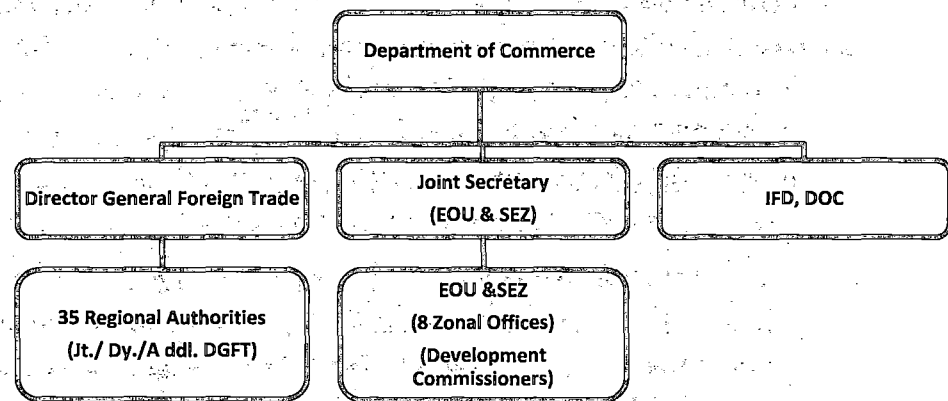 Department of Commerce
Director General Foreign Trade
Joint Secretary
(EOU & SEZ)
IFD, DOC
35 Regional Authorities
(Jt./ Dy./A ddl. DGFT)
EOU &SEZ
(8 Zonal Offices)
(Development
Commissioners)